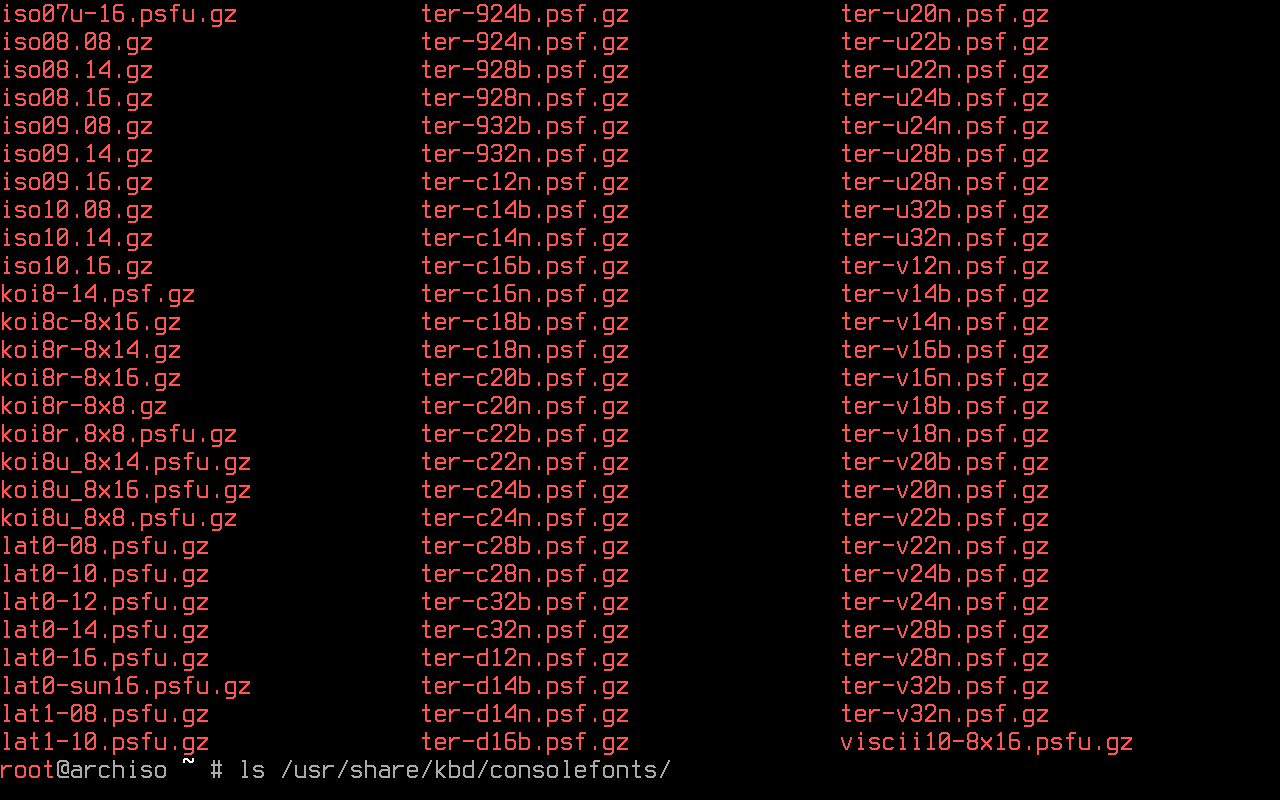 iso07u-16.psfu.gz ter-924b.psf.gz ter-u20n.psf.gz
iso08.08.gz ter-924n.psf.gz ter-u22b.psf.gz
iso08.14.gz ter-928b.psf.gz ter-u22n.psf.gz
iso08.16.gz ter-928n.psf.gz ter-u24b.psf.gz
iso09.08.gz ter-932b.psf.gz ter-u24n.psf.gz
iso09.14.gz ter-932n.psf.gz ter-u28b.psf.gz
iso09.16.gz ter-c12n.psf.gz ter-u28n.psf.gz
iso10.08.gz ter-c14b.psf.gz ter-u32b.psf.gz
iso10.14.gz ter-c14n.psf.gz ter-u32n.psf.gz
iso10.16.gz ter-c16b.psf.gz ter-v12n.psf.gz
koi8-14.psf.gz ter-c16n.psf.gz ter-v14b.psf.gz
koi8c-8x16.gz ter-c18b.psf.gz ter-v14n.psf.gz
koi8r-8x14.gz ter-c18n.psf.gz ter-v16b.psf.gz
koi8r-8x16.gz ter-c20b.psf.gz ter-v16n.psf.gz
koi8r-8x8.gz ter-c20n.psf.gz ter-v18b.psf.gz
koi8r.8x8.psfu.gz ter-c22b.psf.gz ter-v18n.psf.gz
koi8u_8x14.psfu.gz ter-c22n.psf.gz ter-v20b.psf.gz
koi8u_8x16.psfu.gz ter-c24b.psf.gz ter-v20n.psf.gz
koi8u_8x8.psfu.gz ter-c24n.psf.gz ter-v22b.psf.gz
lat0-08.psfu.gz ter-c28b.psf.gz ter-v22n.psf.gz
lat0-10.psfu.gz ter-c28n.psf.gz ter-v24b.psf.gz
lat0-12.psfu.gz ter-c32b.psf.gz ter-v24n.psf.gz
lat0-14.psfu.gz ter-c32n.psf.gz ter-v28b.psf.gz
lat0-16.psfu.gz ter-d12n.psf.gz ter-v28n.psf.gz
lat0-sun16.psfu.gz ter-d14b.psf.gz ter-v32b.psf.gz
lat1-08.psfu.gz ter-d14n.psf.gz ter-v32n.psf.gz
lat1-10.psfu.gz ter-d16b.psf.gz viscii10-8x16.psfu.gz
root@archiso ~ # ls /usr/share/kbd/consolefonts/